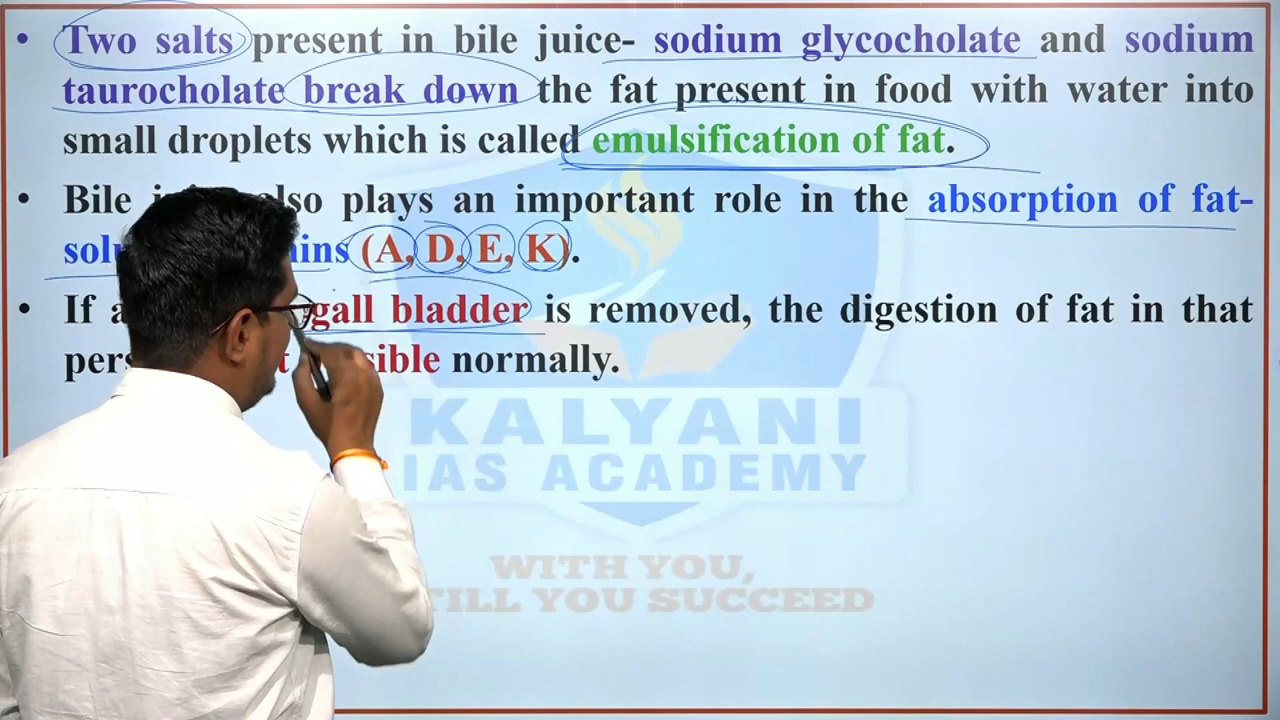 • Two salts present in bile juice- sodium glycocholate and sodium
taurocholate break down the fat present in food with water into
small droplets which is called emulsification of fat.
• Bile also plays an important role in the absorption of fat-
(A, D, E, K).
• If gall bladder is removed, the digestion of fat in that
normally.
KALYANI
IAS ACADEMY
WITH YOU,
TILL YOU SUCCEED